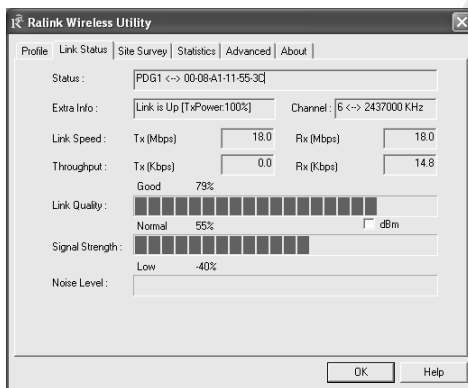 Ralink Wireless Utility
Profile Link Status Site Survey Statistics Advanced About
Status : PDG1 <--> 00-08-A1-11-55-3C
Extra Info : Link is Up [TxPower:100%] Channel : 6 <--> 2437000 KHz
Link Speed : Tx (Mbps) 18.0 Rx (Mbps) 18.0
Throughput : Tx (Kbps) 0.0 Rx (Kbps) 14.8
Good 79%
Link Quality :
Normal 55% dBm
Signal Strength :
Low -40%
Noise Level :
OK Help